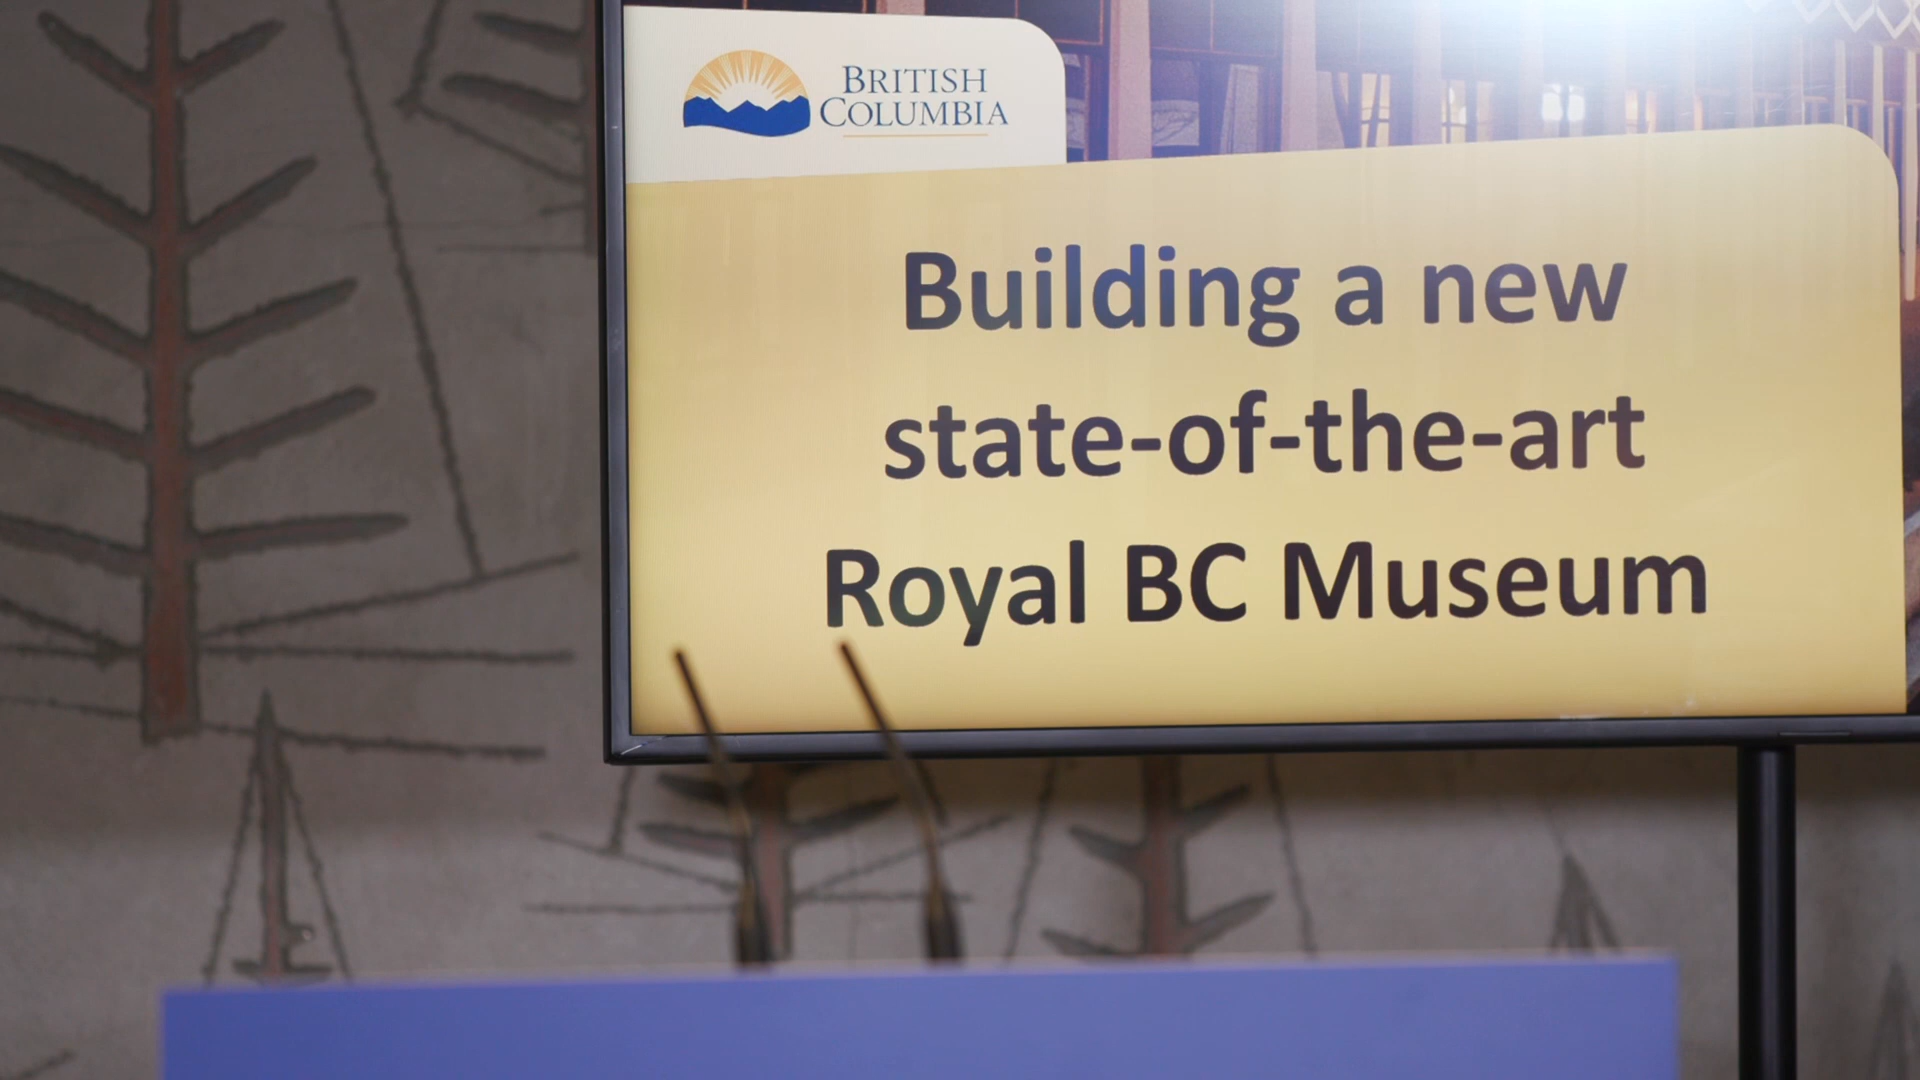 BRITISH
COLUMBIA
Building a new
state-of-the-art
Royal BC Museum